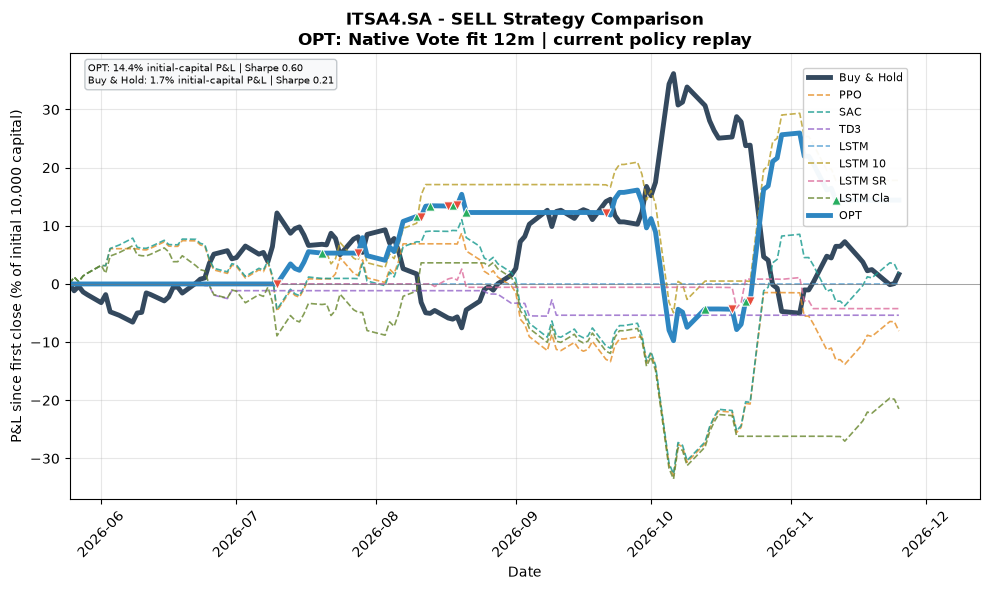 ITSA4.SA - SELL Strategy Comparison
OPT: Native Vote fit 12m | current policy replay
OPT: 14.4% initial-capital P&L | Sharpe 0.60
Buy & Hold: 1.7% initial-capital P&L | Sharpe 0.21
Buy & Hold
PPO
SAC
TD3
LSTM
LSTM 10
LSTM SR
LSTM Cla
OPT
P&L since first close (% of initial 10,000 capital)
30
20
10
0
−10
−20
−30
2026-06
2026-07
2026-08
2026-09
2026-10
2026-11
2026-12
Date